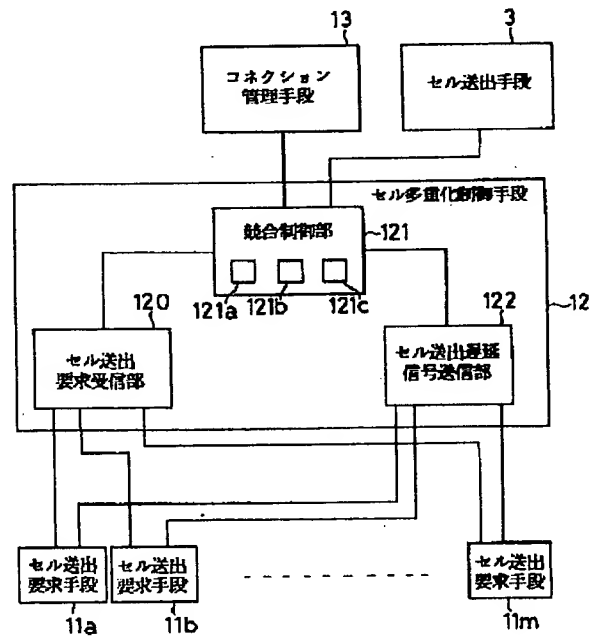 13
3
コネクション
管理手段
セル送出手段
セル多重化制御手段
競合制御部
121
121a
121b
121c
120
122
12
セル送出
要求受信部
セル送出遅延
信号送信部
セル送出
要求手段
セル送出
要求手段
セル送出
要求手段
11a
11b
11m